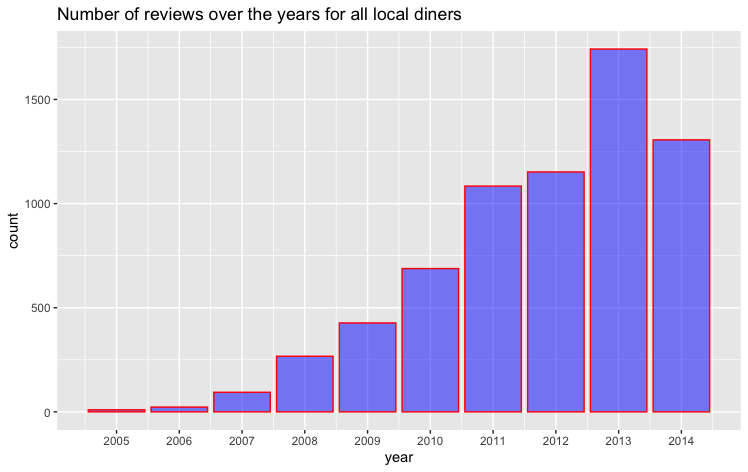 Number of reviews over the years for all local diners
1500
1000
500
0
count
2005 2006 2007 2008 2009 2010 2011 2012 2013 2014
year